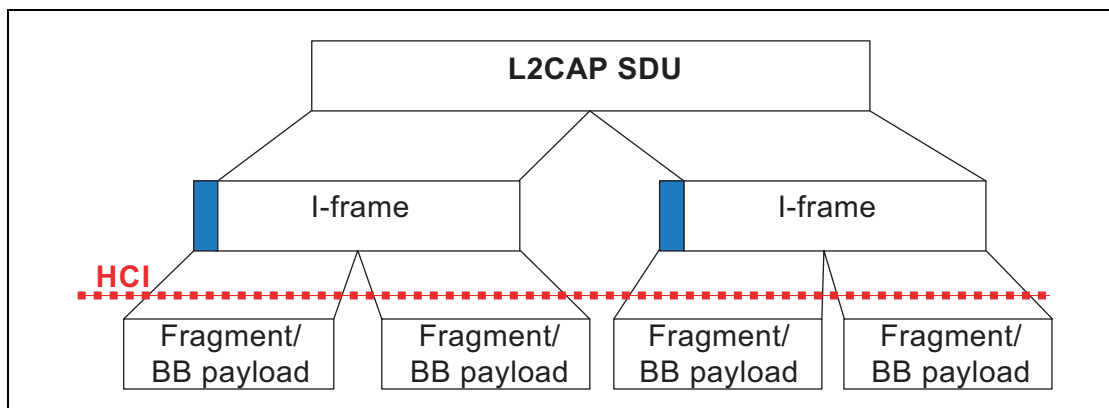 L2CAP SDU
I-frame
I-frame
HCI
Fragment/
BB payload
Fragment/
BB payload
Fragment/
BB payload
Fragment/
BB payload